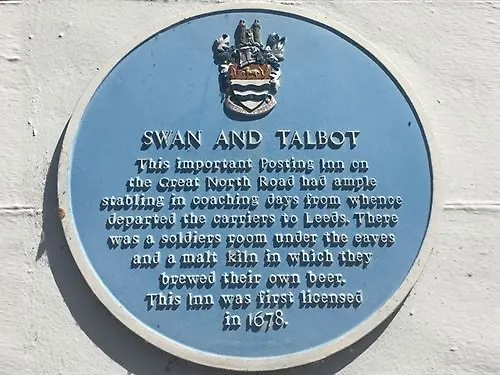 SWAN AND TALBOT
This important Posting Inn on
the Great North Road had ample
stabling in coaching days from whence
departed the carriers to Leeds. There
was a soldiers room under the eaves
and a malt kiln in which they
brewed their own beer.
This Inn was first licensed
in 1678.